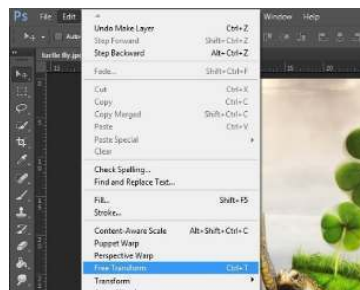 Ps File Edit Window Help
Undo Make Layer Ctrl+Z
Step Forward Shift+Ctrl+Z
Step Backward Alt+Ctrl+Z
Fade... Shift+Ctrl+F
Cut Ctrl+X
Copy Ctrl+C
Copy Merged Shift+Ctrl+C
Paste Ctrl+V
Paste Special
Clear
Check Spelling...
Find and Replace Text...
Fill... Shift+F5
Stroke...
Content-Aware Scale Alt+Shift+Ctrl+C
Puppet Warp
Perspective Warp
Free Transform Ctrl+T
Transform